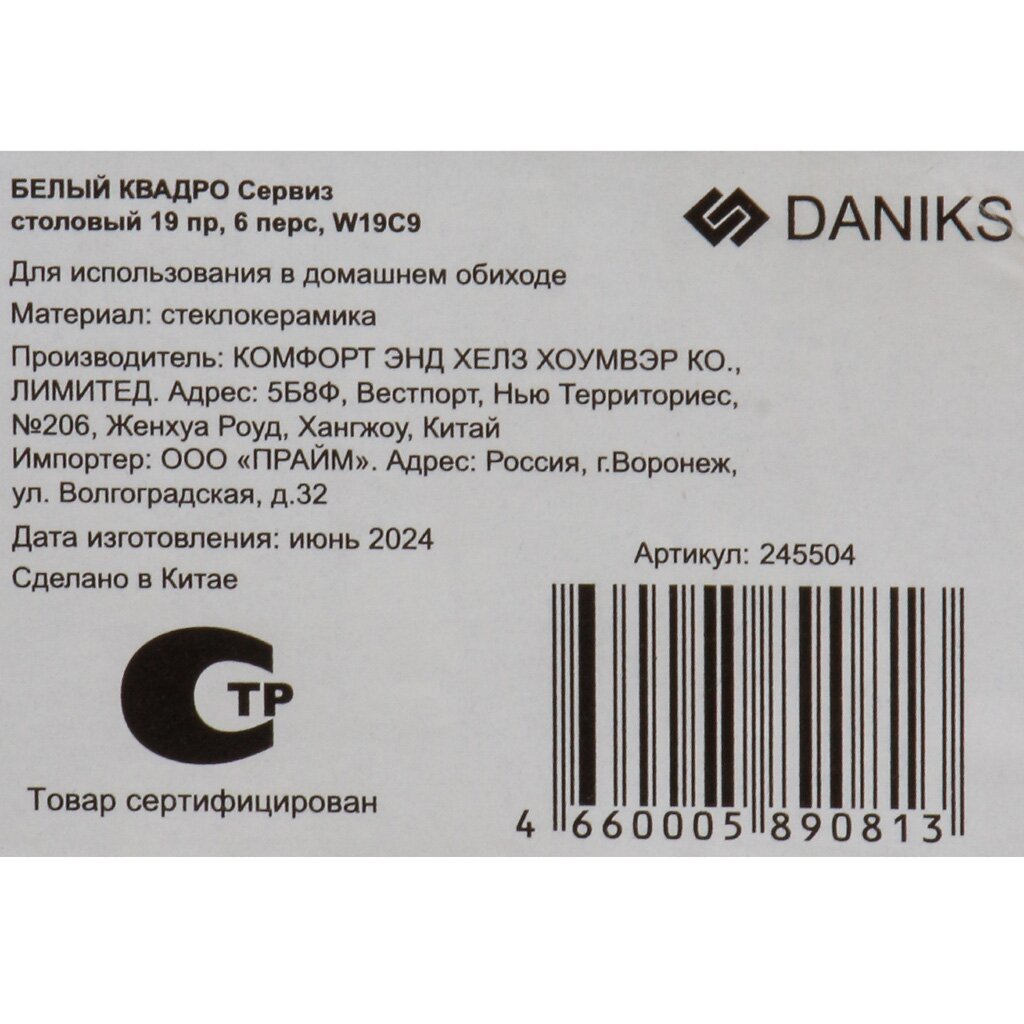 БЕЛЫЙ КВАДРО Сервиз
столовый 19 пр, 6 перс, W19C9
DANIKS
Для использования в домашнем обиходе
Материал: стеклокерамика
Производитель: КОМФОРТ ЭНД ХЕЛЗ ХОУМВЭР КО.,
ЛИМИТЕД. Адрес: 5Б8Ф, Вестпорт, Нью Территориес,
№206, Женхуа Роуд, Хангжоу, Китай
Импортер: ООО «ПРАЙМ». Адрес: Россия, г.Воронеж,
ул. Волгоградская, д.32
Дата изготовления: июнь 2024
Сделано в Китае
Артикул: 245504
ТР
Товар сертифицирован
4 660005 890813